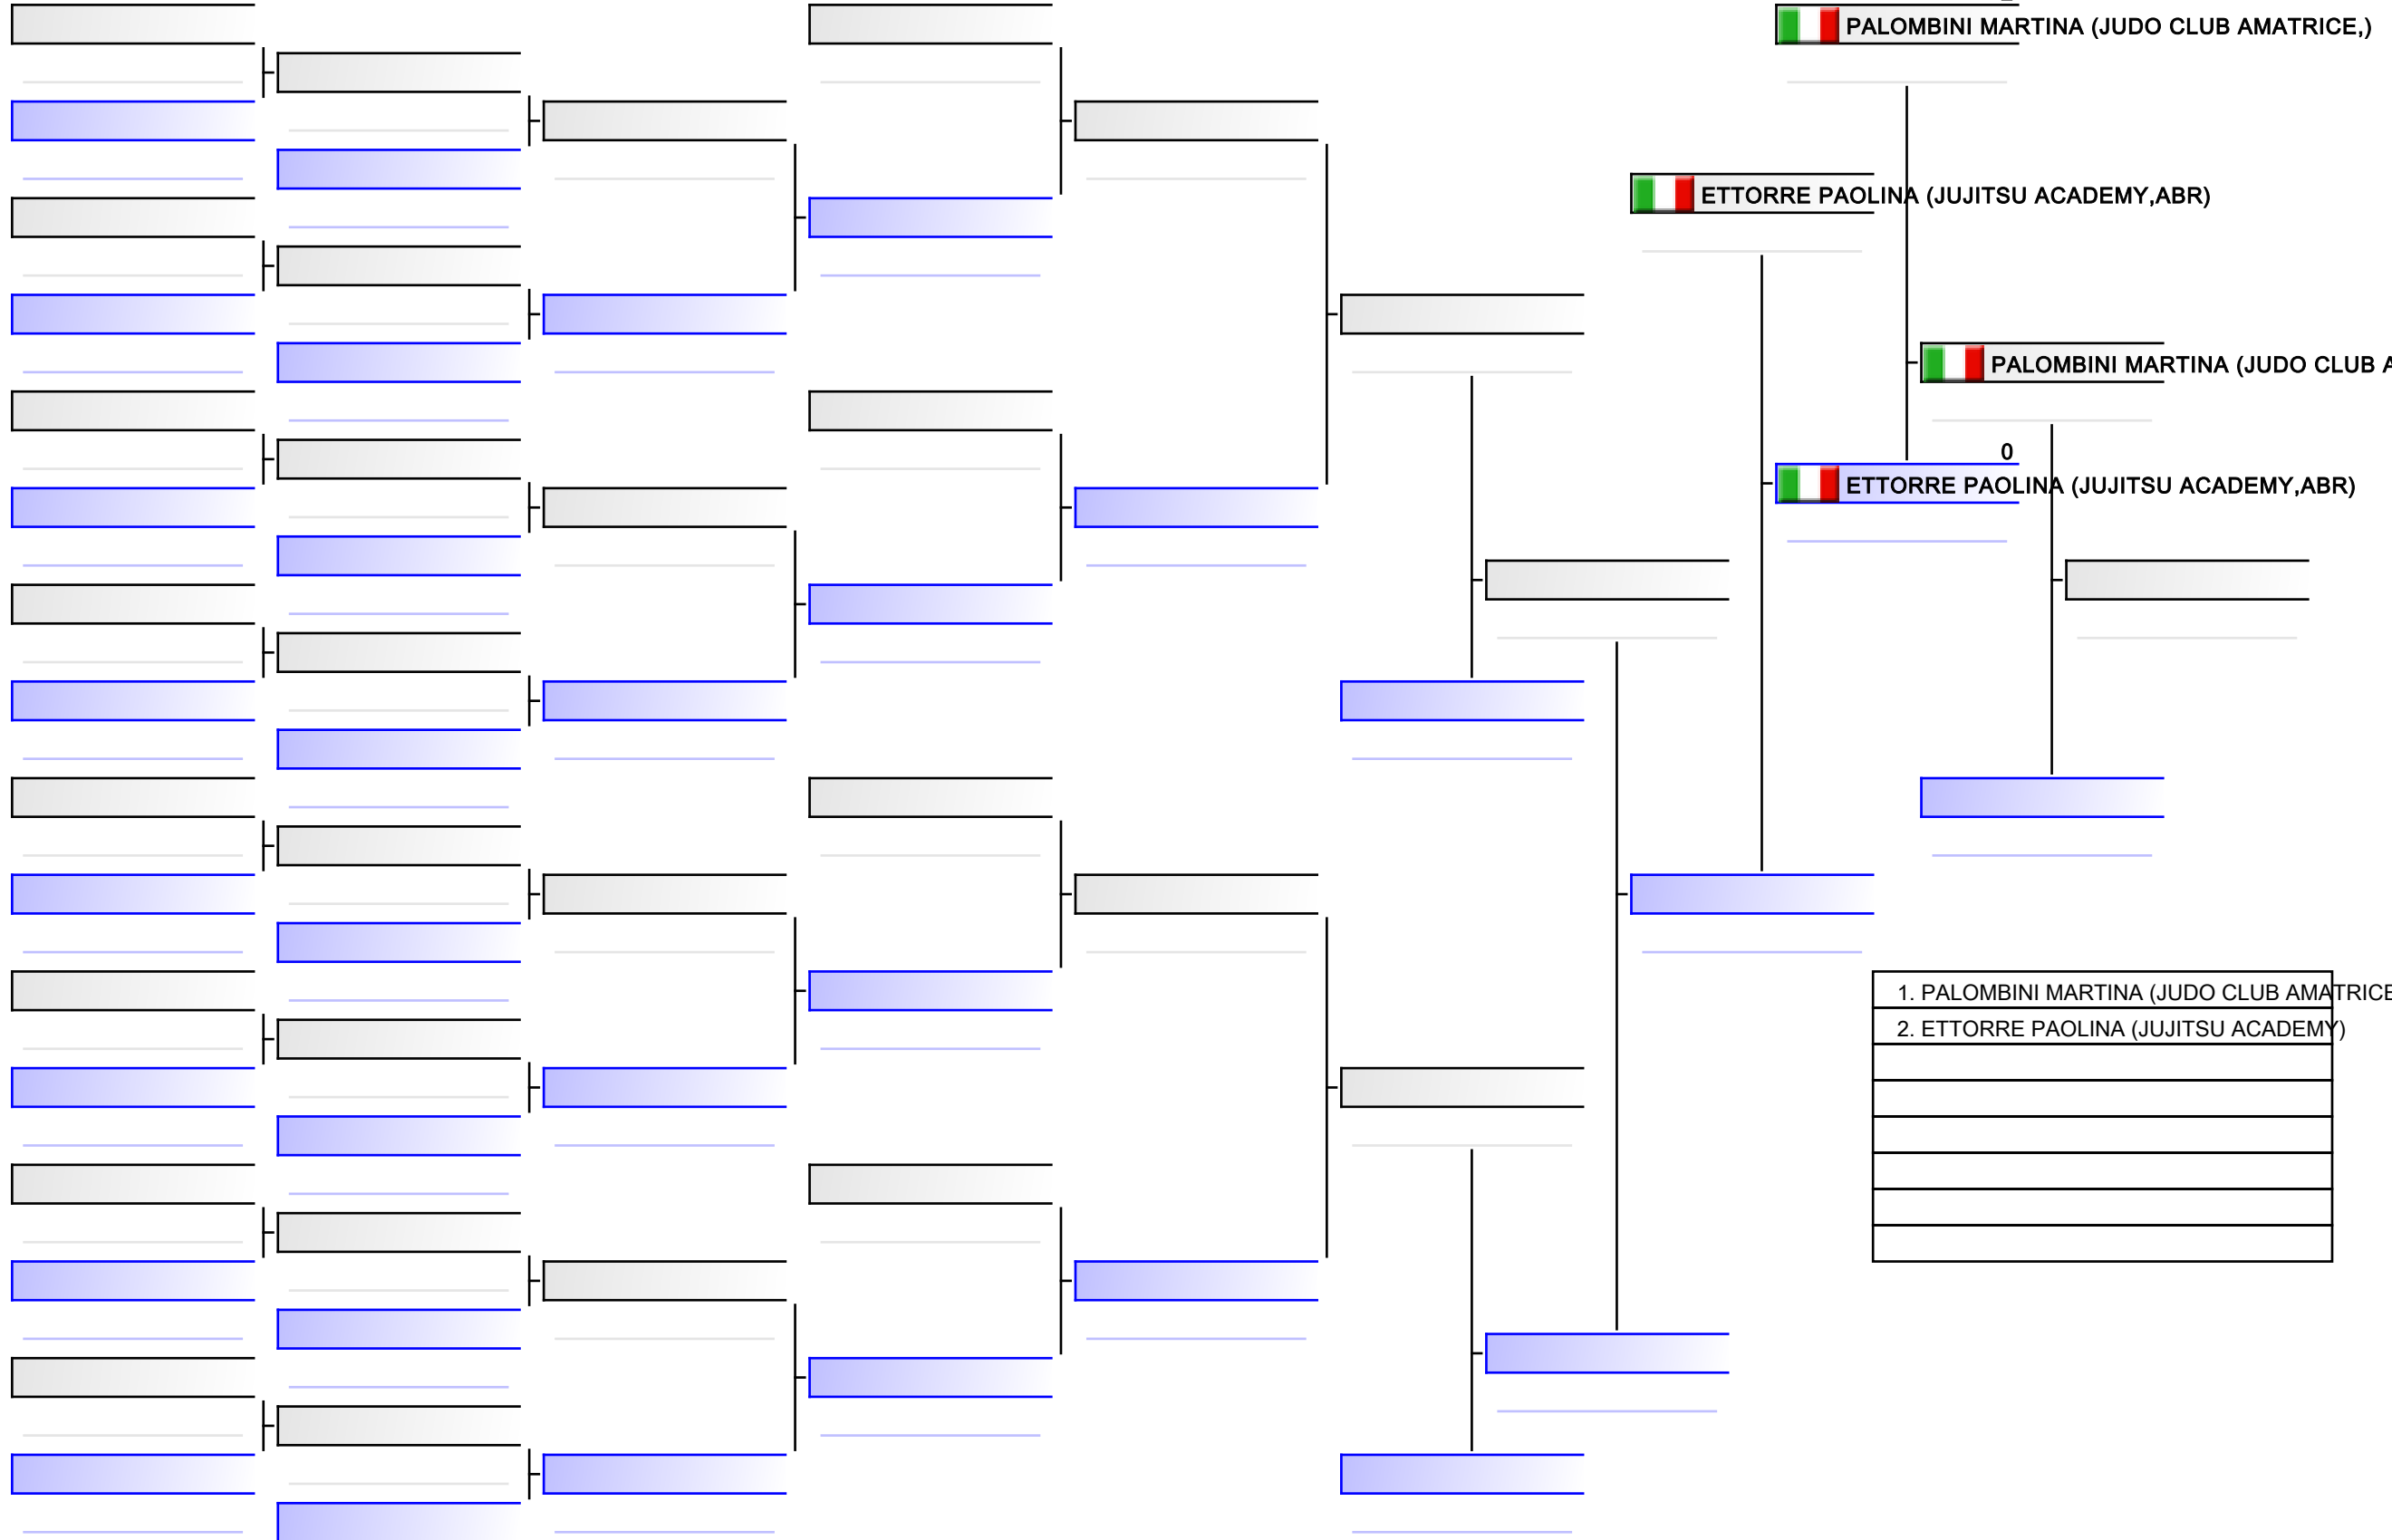 PALOMBINI MARTINA (JUDO CLUB AMATRICE,)
ETTORRE PAOLINA (JUJITSU ACADEMY,ABR)
PALOMBINI MARTINA (JUDO CLUB A
0
ETTORRE PAOLINA (JUJITSU ACADEMY,ABR)
1. PALOMBINI MARTINA (JUDO CLUB AMATRICE
2. ETTORRE PAOLINA (JUJITSU ACADEMY)